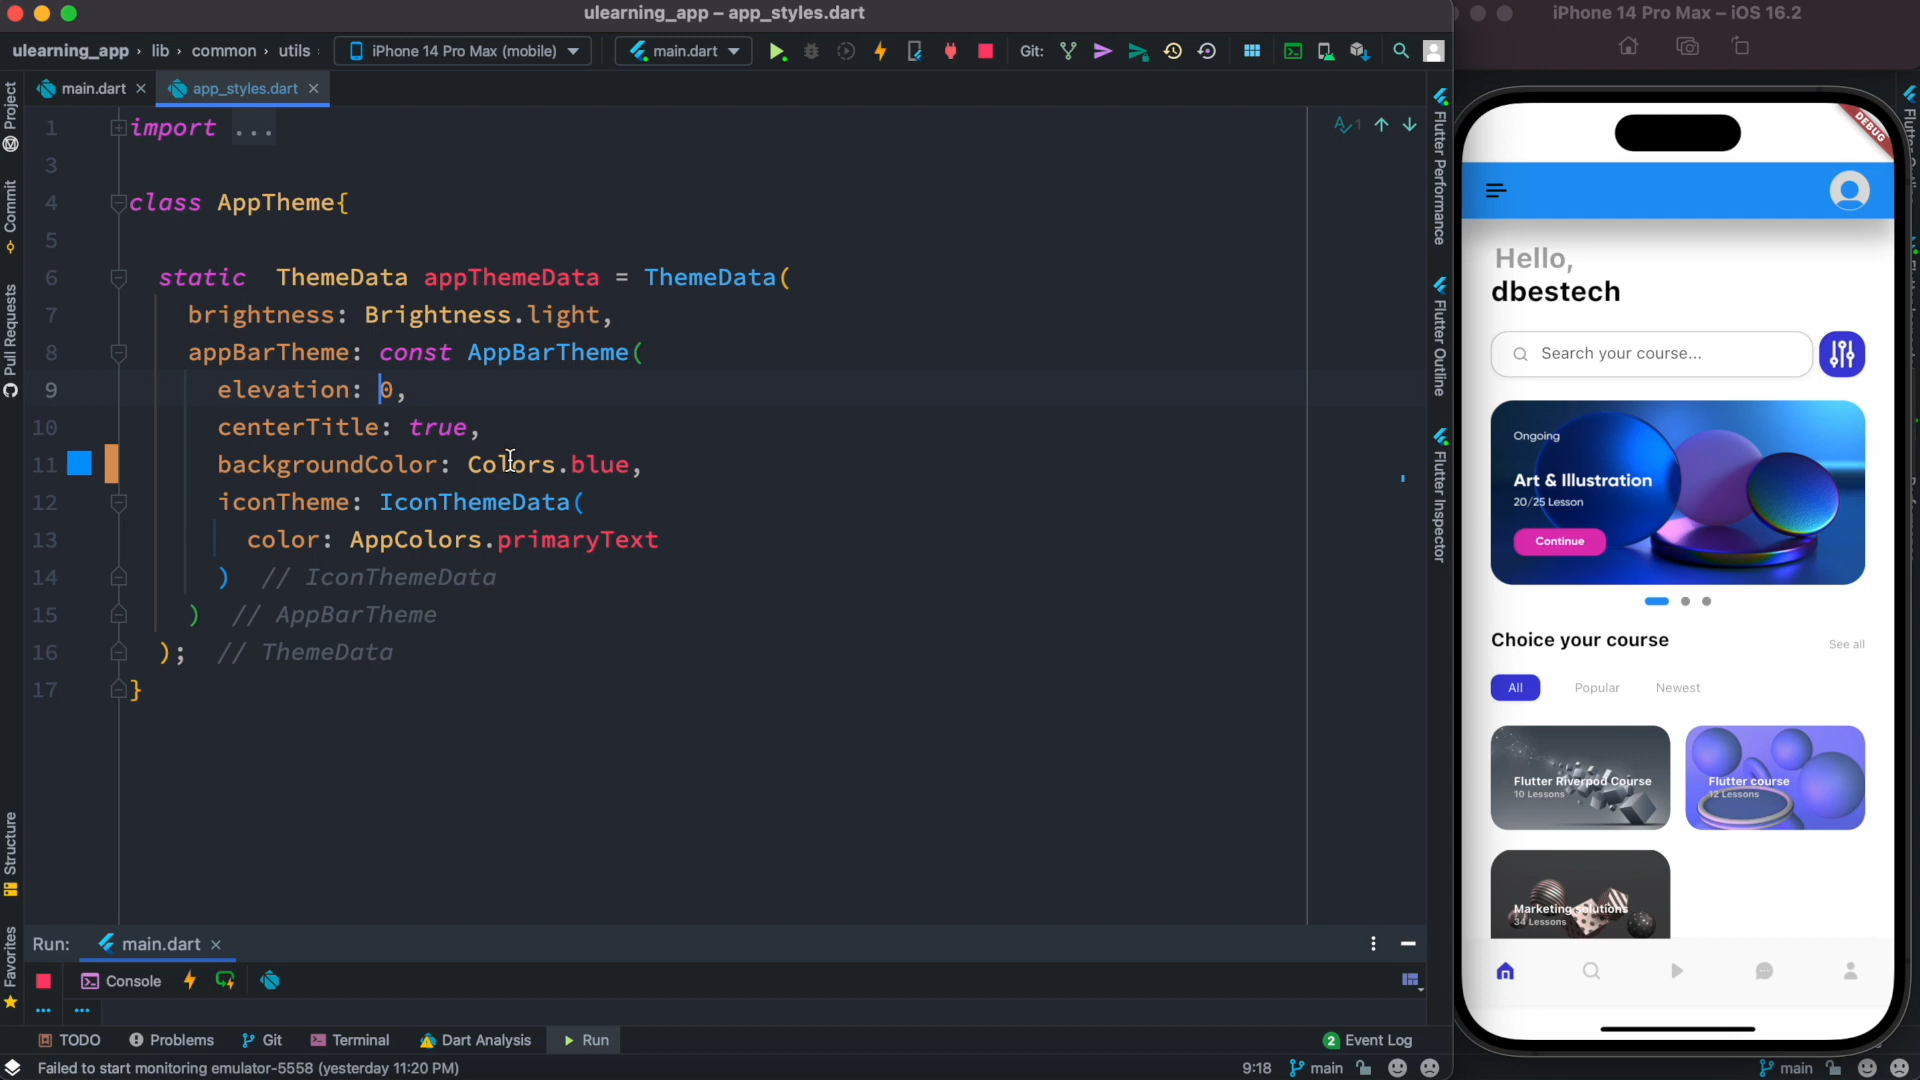 ulearning_app – app_styles.dart
ulearning_app › lib › common › utils
iPhone 14 Pro Max (mobile)
main.dart
Git:
main.dart ×
app_styles.dart ×
1 import ...
3
4 class AppTheme{
5
6 static  ThemeData appThemeData = ThemeData(
7 brightness: Brightness.light,
8 appBarTheme: const AppBarTheme(
9 elevation: 0,
10 centerTitle: true,
11 backgroundColor: Colors.blue,
12 iconTheme: IconThemeData(
13 color: AppColors.primaryText
14 ) // IconThemeData
15 ) // AppBarTheme
16 ); // ThemeData
17 }
1
Project
Commit
Pull Requests
Structure
Favorites
Flutter Performance
Flutter Outline
Flutter Inspector
Run:
main.dart ×
Console
TODO
Problems
Git
Terminal
Dart Analysis
Run
2 Event Log
Failed to start monitoring emulator-5558 (yesterday 11:20 PM)
9:18
main
iPhone 14 Pro Max – iOS 16.2
DEBUG
Hello,
dbestech
Search your course...
Ongoing
Art & Illustration
20/25 Lesson
Continue
Choice your course
See all
All
Popular
Newest
Flutter Riverpod Course
10 Lessons
Flutter course
12 Lessons
Marketing solutions
34 Lessons
main